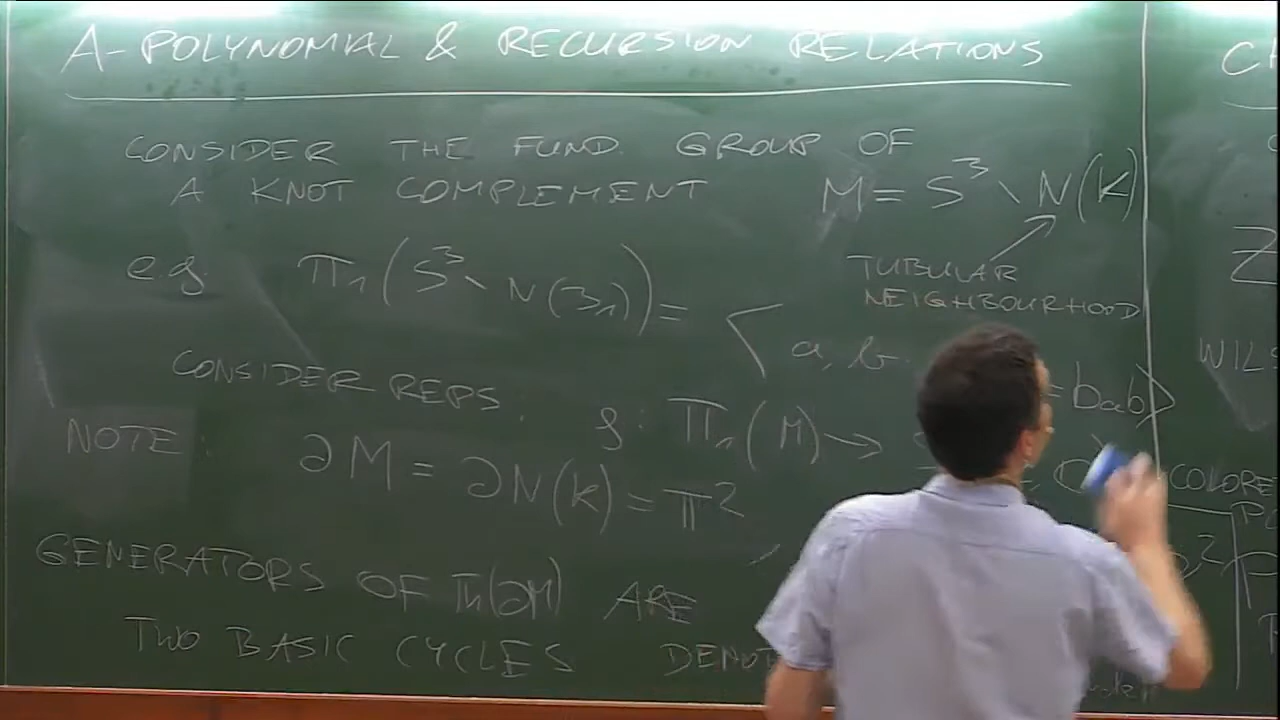 A-POLYNOMIAL & RECURSION RELATIONS
CONSIDER THE FUND. GROUP OF
A KNOT COMPLEMENT M = S³ \ N(K)
TUBULAR
NEIGHBOURHOOD
e.g. π₁(S³ \ N(3₁)) = <
a, b
= bab>
CONSIDER REPS. ρ: π₁(M) →
NOTE: ∂M = ∂N(K) = 𝕋²
GENERATORS OF π₁(∂M) ARE
TWO BASIC CYCLES
COLORE